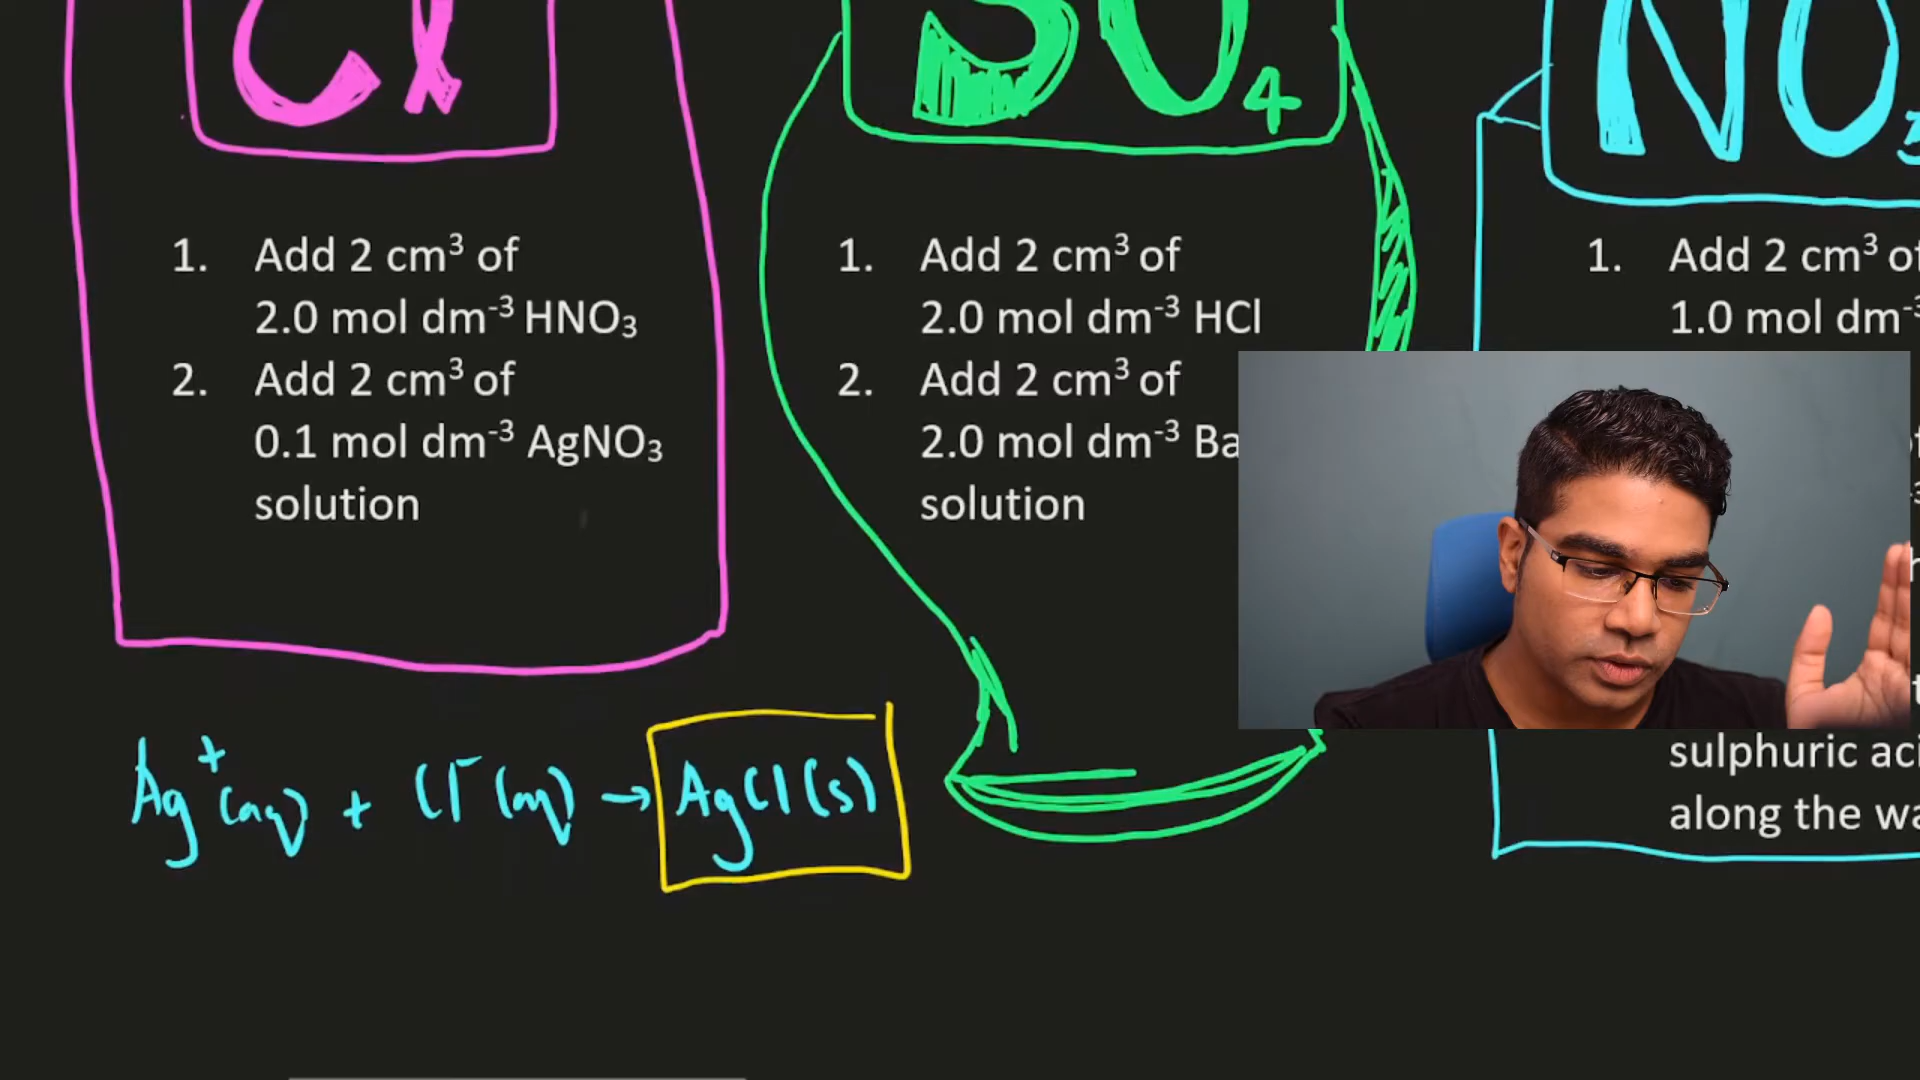 Cl
1. Add 2 cm³ of
2.0 mol dm⁻³ HNO₃
2. Add 2 cm³ of
0.1 mol dm⁻³ AgNO₃
solution
Ag⁺(aq) + Cl⁻(aq) → AgCl(s)
SO₄
1. Add 2 cm³ of
2.0 mol dm⁻³ HCl
2. Add 2 cm³ of
2.0 mol dm⁻³ Ba
solution
NO₃
1. Add 2 cm³ of
1.0 mol dm⁻³
sulphuric
along the